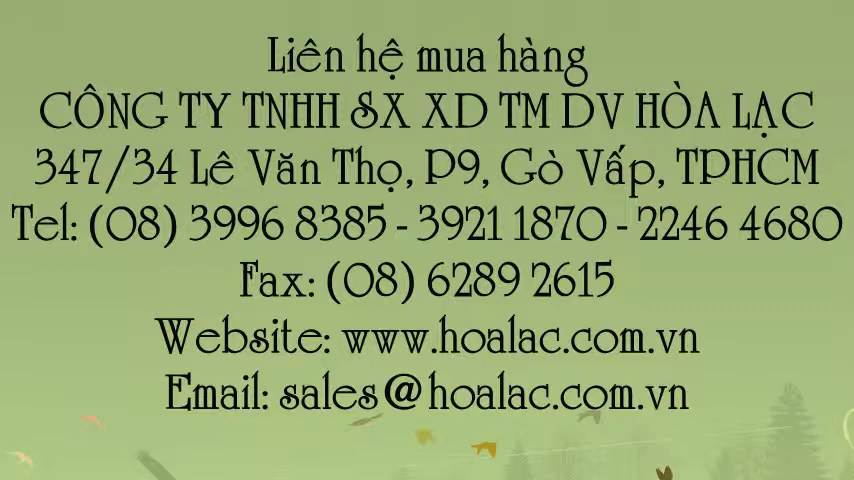 Liên hệ mua hàng
CÔNG TY TNHH SX XD TM DV HÒA LẠC
347/34 Lê Văn Thọ, P9, Gò Vấp, TPHCM
Tel: (08) 3996 8385 - 3921 1870 - 2246 4680
Fax: (08) 6289 2615
Website: www.hoalac.com.vn
Email: sales@hoalac.com.vn